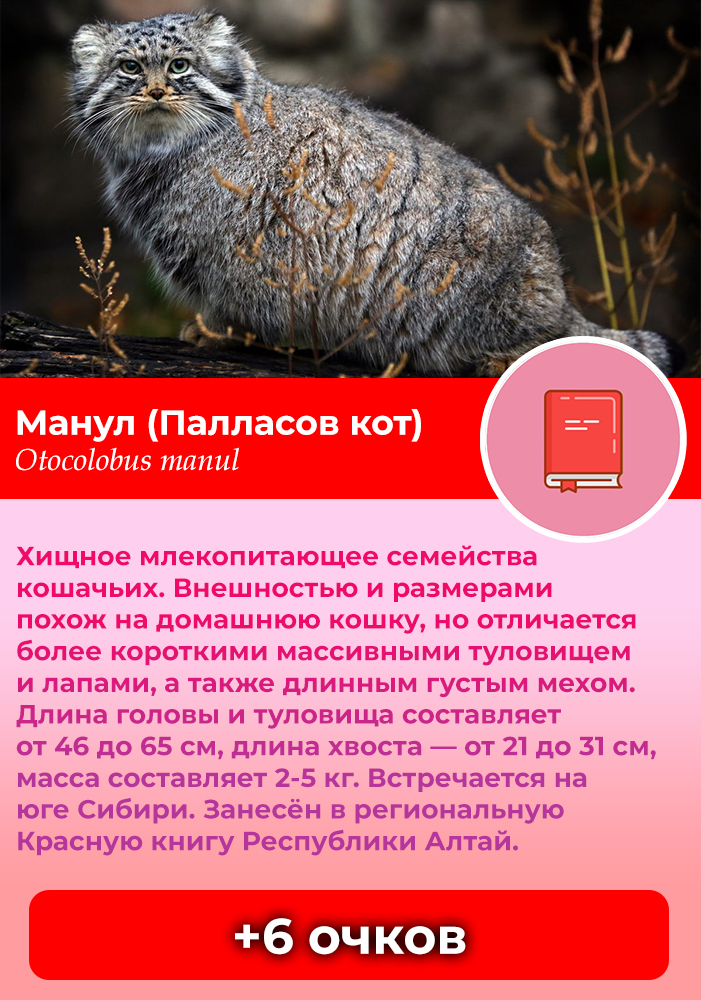 Манул (Палласов кот)
Otocolobus manul
Хищное млекопитающее семейства
кошачьих. Внешностью и размерами
похож на домашнюю кошку, но отличается
более короткими массивными туловищем
и лапами, а также длинным густым мехом.
Длина головы и туловища составляет
от 46 до 65 см, длина хвоста — от 21 до 31 см,
масса составляет 2-5 кг. Встречается на
юге Сибири. Занесён в региональную
Красную книгу Республики Алтай.
+6 очков